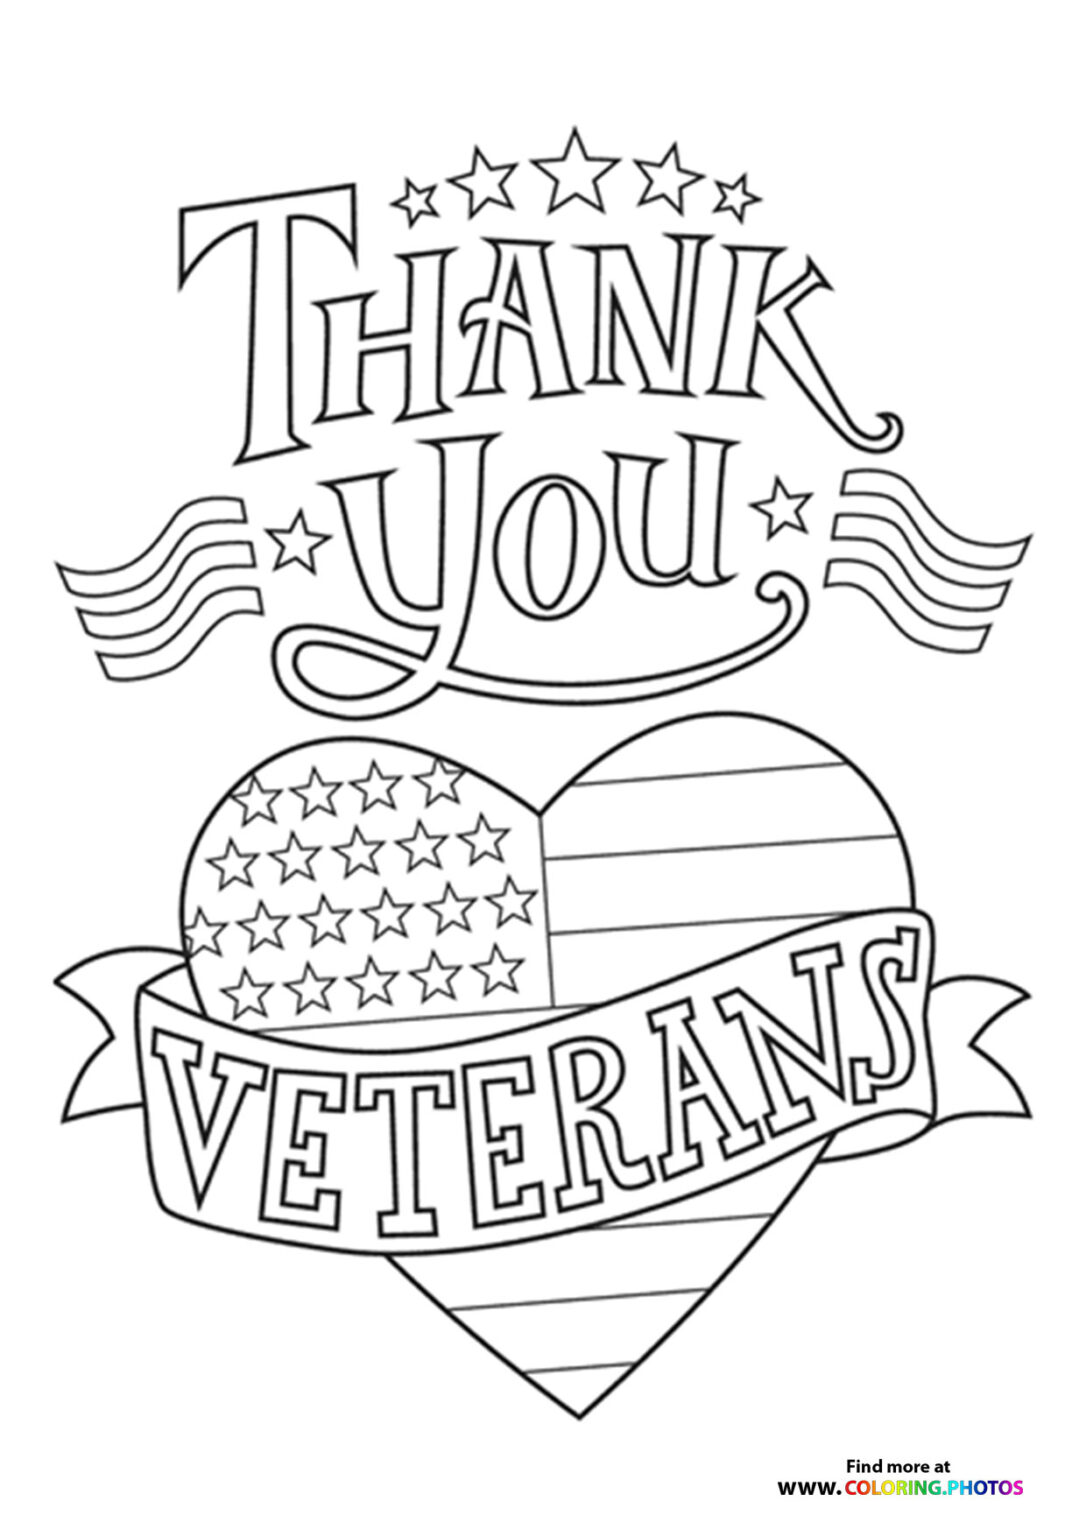 THANK
YOU
VETERANS
Find more at
WWW.COLORING.PHOTOS